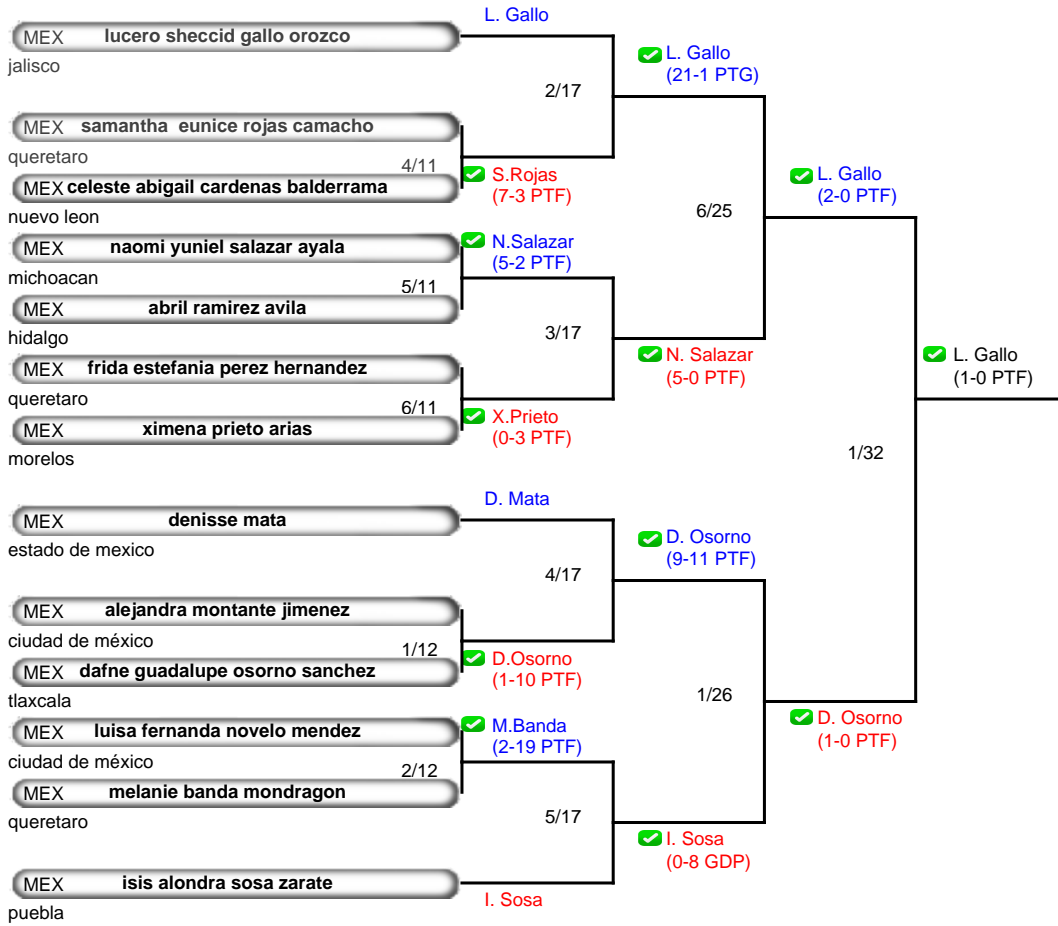 L. Gallo
MEX lucero sheccid gallo orozco
jalisco
L. Gallo
(21-1 PTG)
2/17
MEX samantha eunice rojas camacho
queretaro
4/11
S.Rojas
(7-3 PTF)
MEX celeste abigail cardenas balderrama
nuevo leon
L. Gallo
(2-0 PTF)
6/25
MEX naomi yuniel salazar ayala
michoacan
N.Salazar
(5-2 PTF)
5/11
MEX abril ramirez avila
hidalgo
3/17
N. Salazar
(5-0 PTF)
L. Gallo
(1-0 PTF)
MEX frida estefania perez hernandez
queretaro
6/11
X.Prieto
(0-3 PTF)
MEX ximena prieto arias
morelos
1/32
D. Mata
MEX denisse mata
estado de mexico
D. Osorno
(9-11 PTF)
4/17
MEX alejandra montante jimenez
ciudad de méxico
1/12
D.Osorno
(1-10 PTF)
MEX dafne guadalupe osorno sanchez
tlaxcala
1/26
D. Osorno
(1-0 PTF)
MEX luisa fernanda novelo mendez
ciudad de méxico
M.Banda
(2-19 PTF)
2/12
MEX melanie banda mondragon
queretaro
5/17
I. Sosa
(0-8 GDP)
MEX isis alondra sosa zarate
puebla
I. Sosa